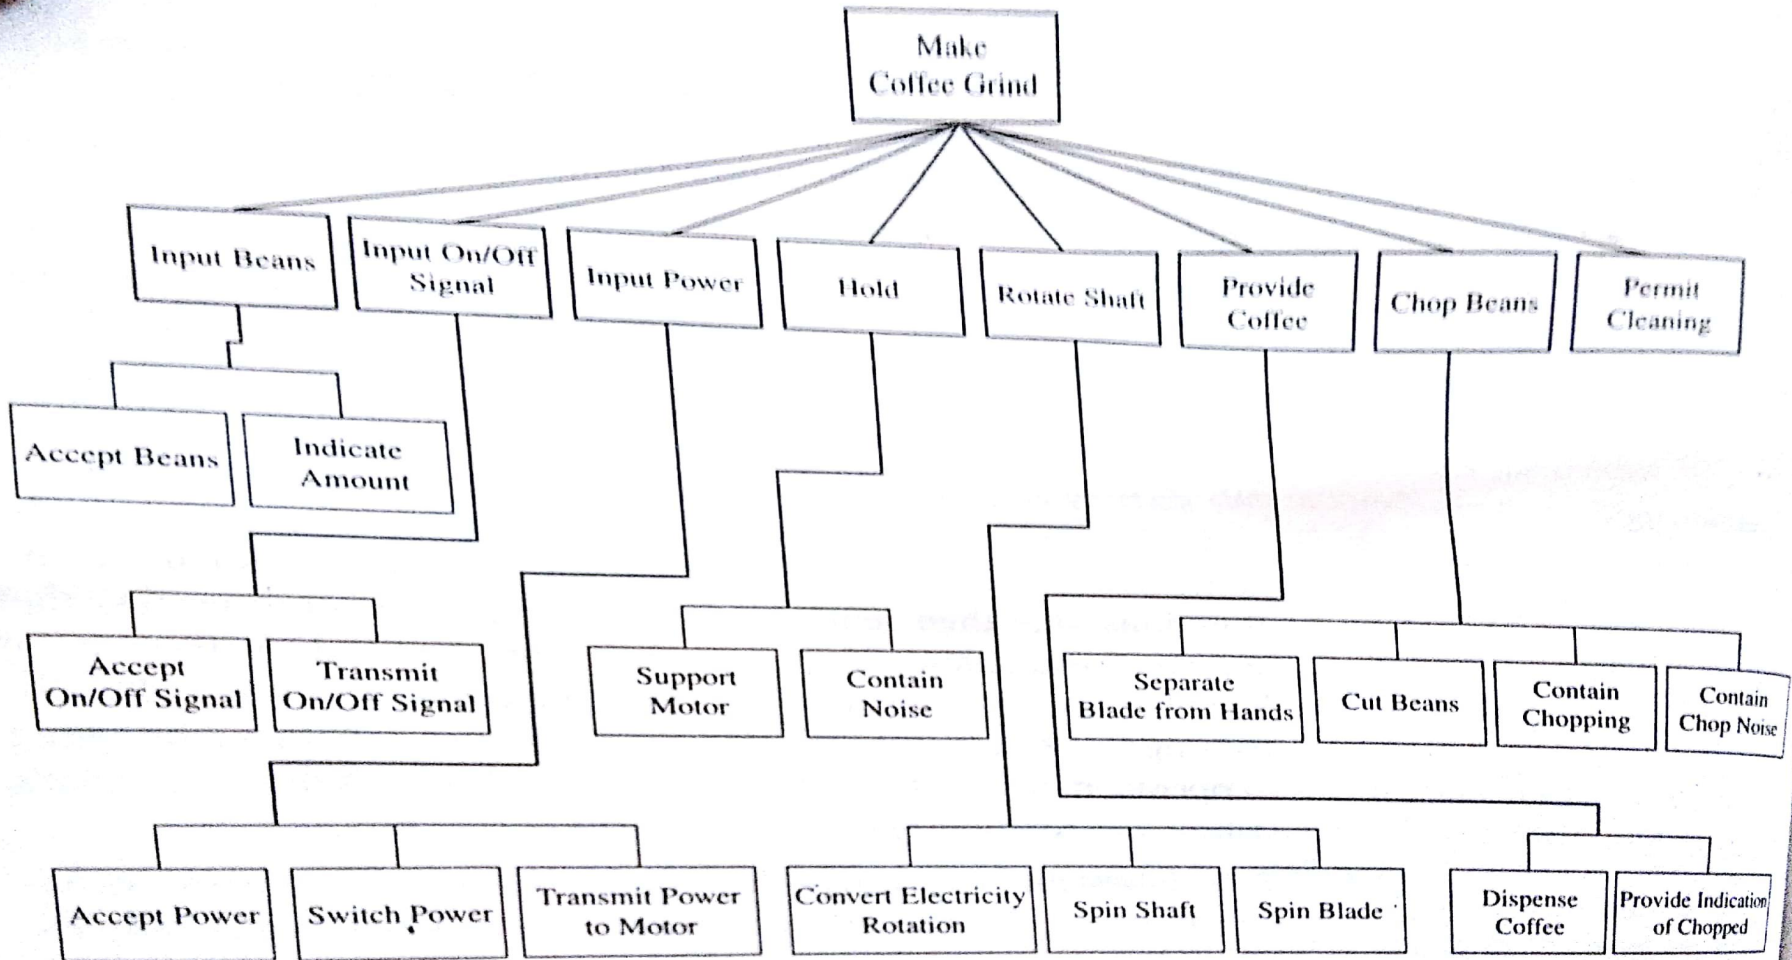 Make
Coffee Grind
Input Beans
Input On/Off
Signal
Input Power
Hold
Rotate Shaft
Provide
Coffee
Chop Beans
Permit
Cleaning
Accept Beans
Indicate
Amount
Accept
On/Off Signal
Transmit
On/Off Signal
Support
Motor
Contain
Noise
Separate
Blade from Hands
Cut Beans
Contain
Chopping
Contain
Chop Noise
Accept Power
Switch Power
Transmit Power
to Motor
Convert Electricity
Rotation
Spin Shaft
Spin Blade
Dispense
Coffee
Provide Indication
of Chopped